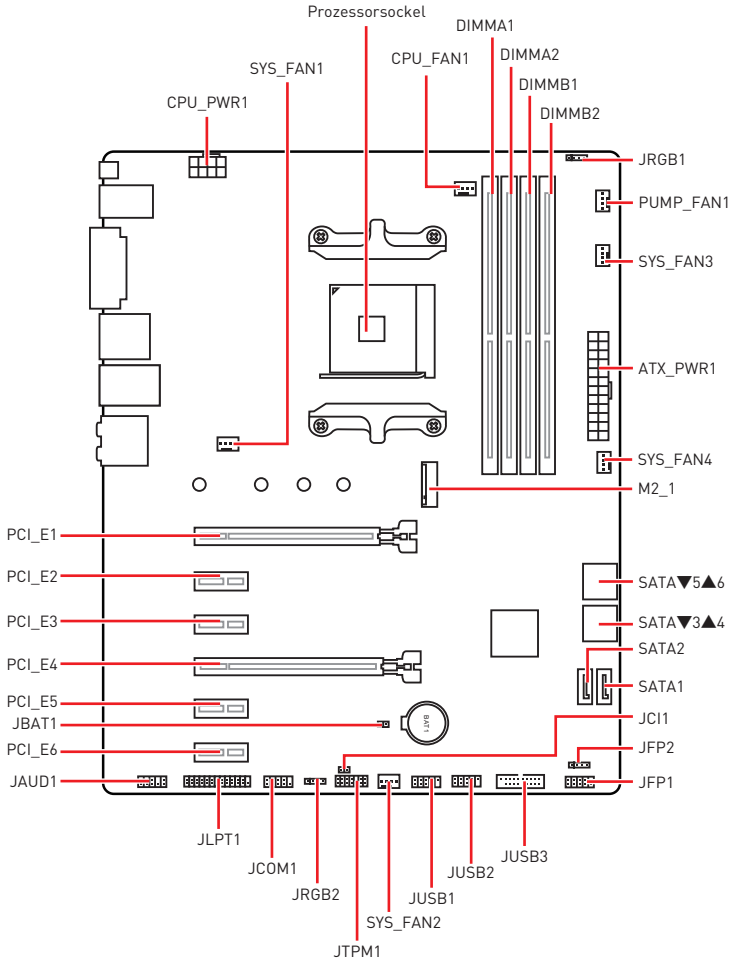 Prozessorsockel
DIMMA1
CPU_FAN1
DIMMA2
SYS_FAN1
DIMMB1
CPU_PWR1
DIMMB2
JRGB1
PUMP_FAN1
SYS_FAN3
ATX_PWR1
SYS_FAN4
M2_1
PCI_E1
PCI_E2
SATA▼5▲6
PCI_E3
SATA▼3▲4
SATA2
PCI_E4
SATA1
PCI_E5
JCI1
JBAT1
BAT1
PCI_E6
JFP2
JAUD1
JFP1
JLPT1
JCOM1
JRGB2
JTPM1
SYS_FAN2
JUSB1
JUSB2
JUSB3